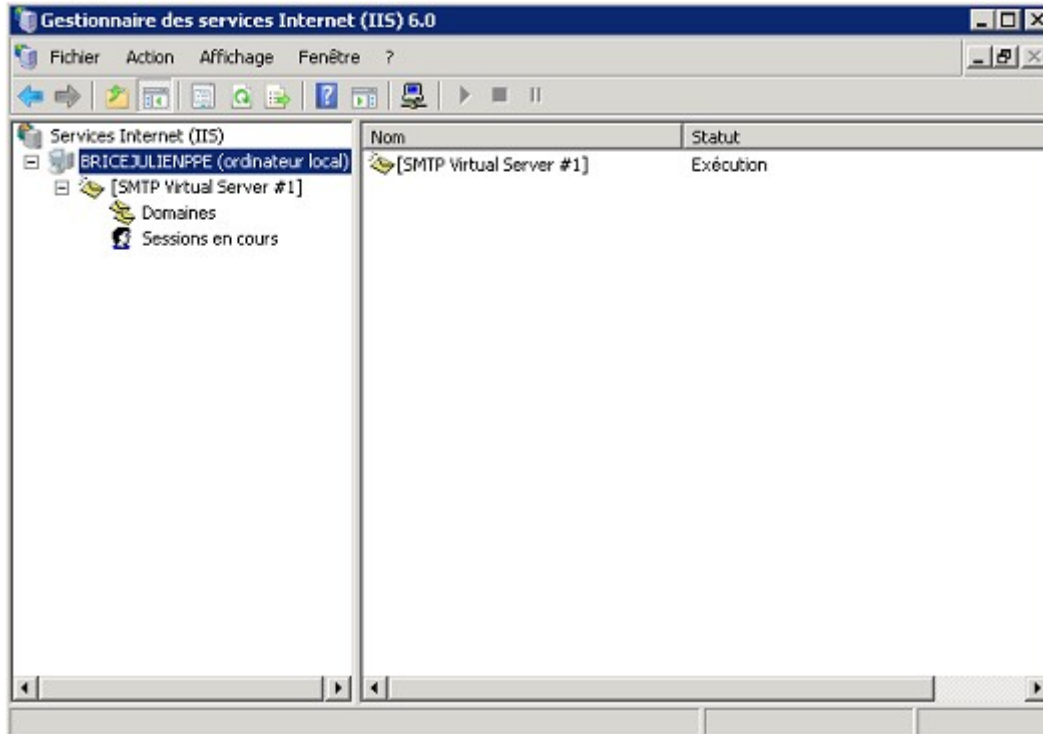 Gestionnaire des services Internet (IIS) 6.0
Fichier Action Affichage Fenêtre ?
Services Internet (IIS)
BRICEJULIENPPE (ordinateur local)
[SMTP Virtual Server #1]
Domaines
Sessions en cours
Nom Statut
[SMTP Virtual Server #1] Exécution